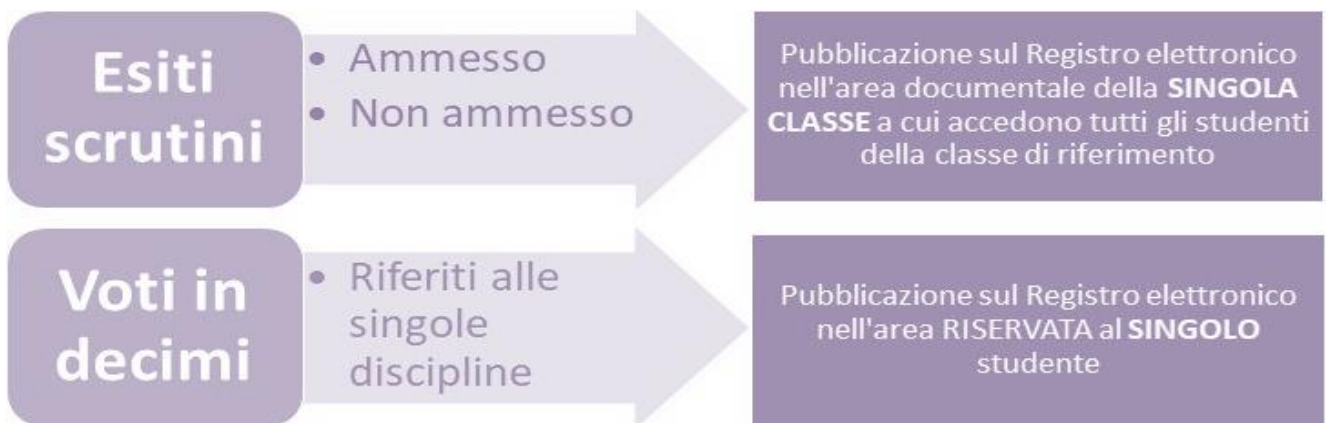 Esiti
scrutini
• Ammesso
• Non ammesso
Pubblicazione sul Registro elettronico
nell'area documentale della SINGOLA
CLASSE a cui accedono tutti gli studenti
della classe di riferimento
Voti in
decimi
• Riferiti alle
singole
discipline
Pubblicazione sul Registro elettronico
nell'area RISERVATA al SINGOLO
studente